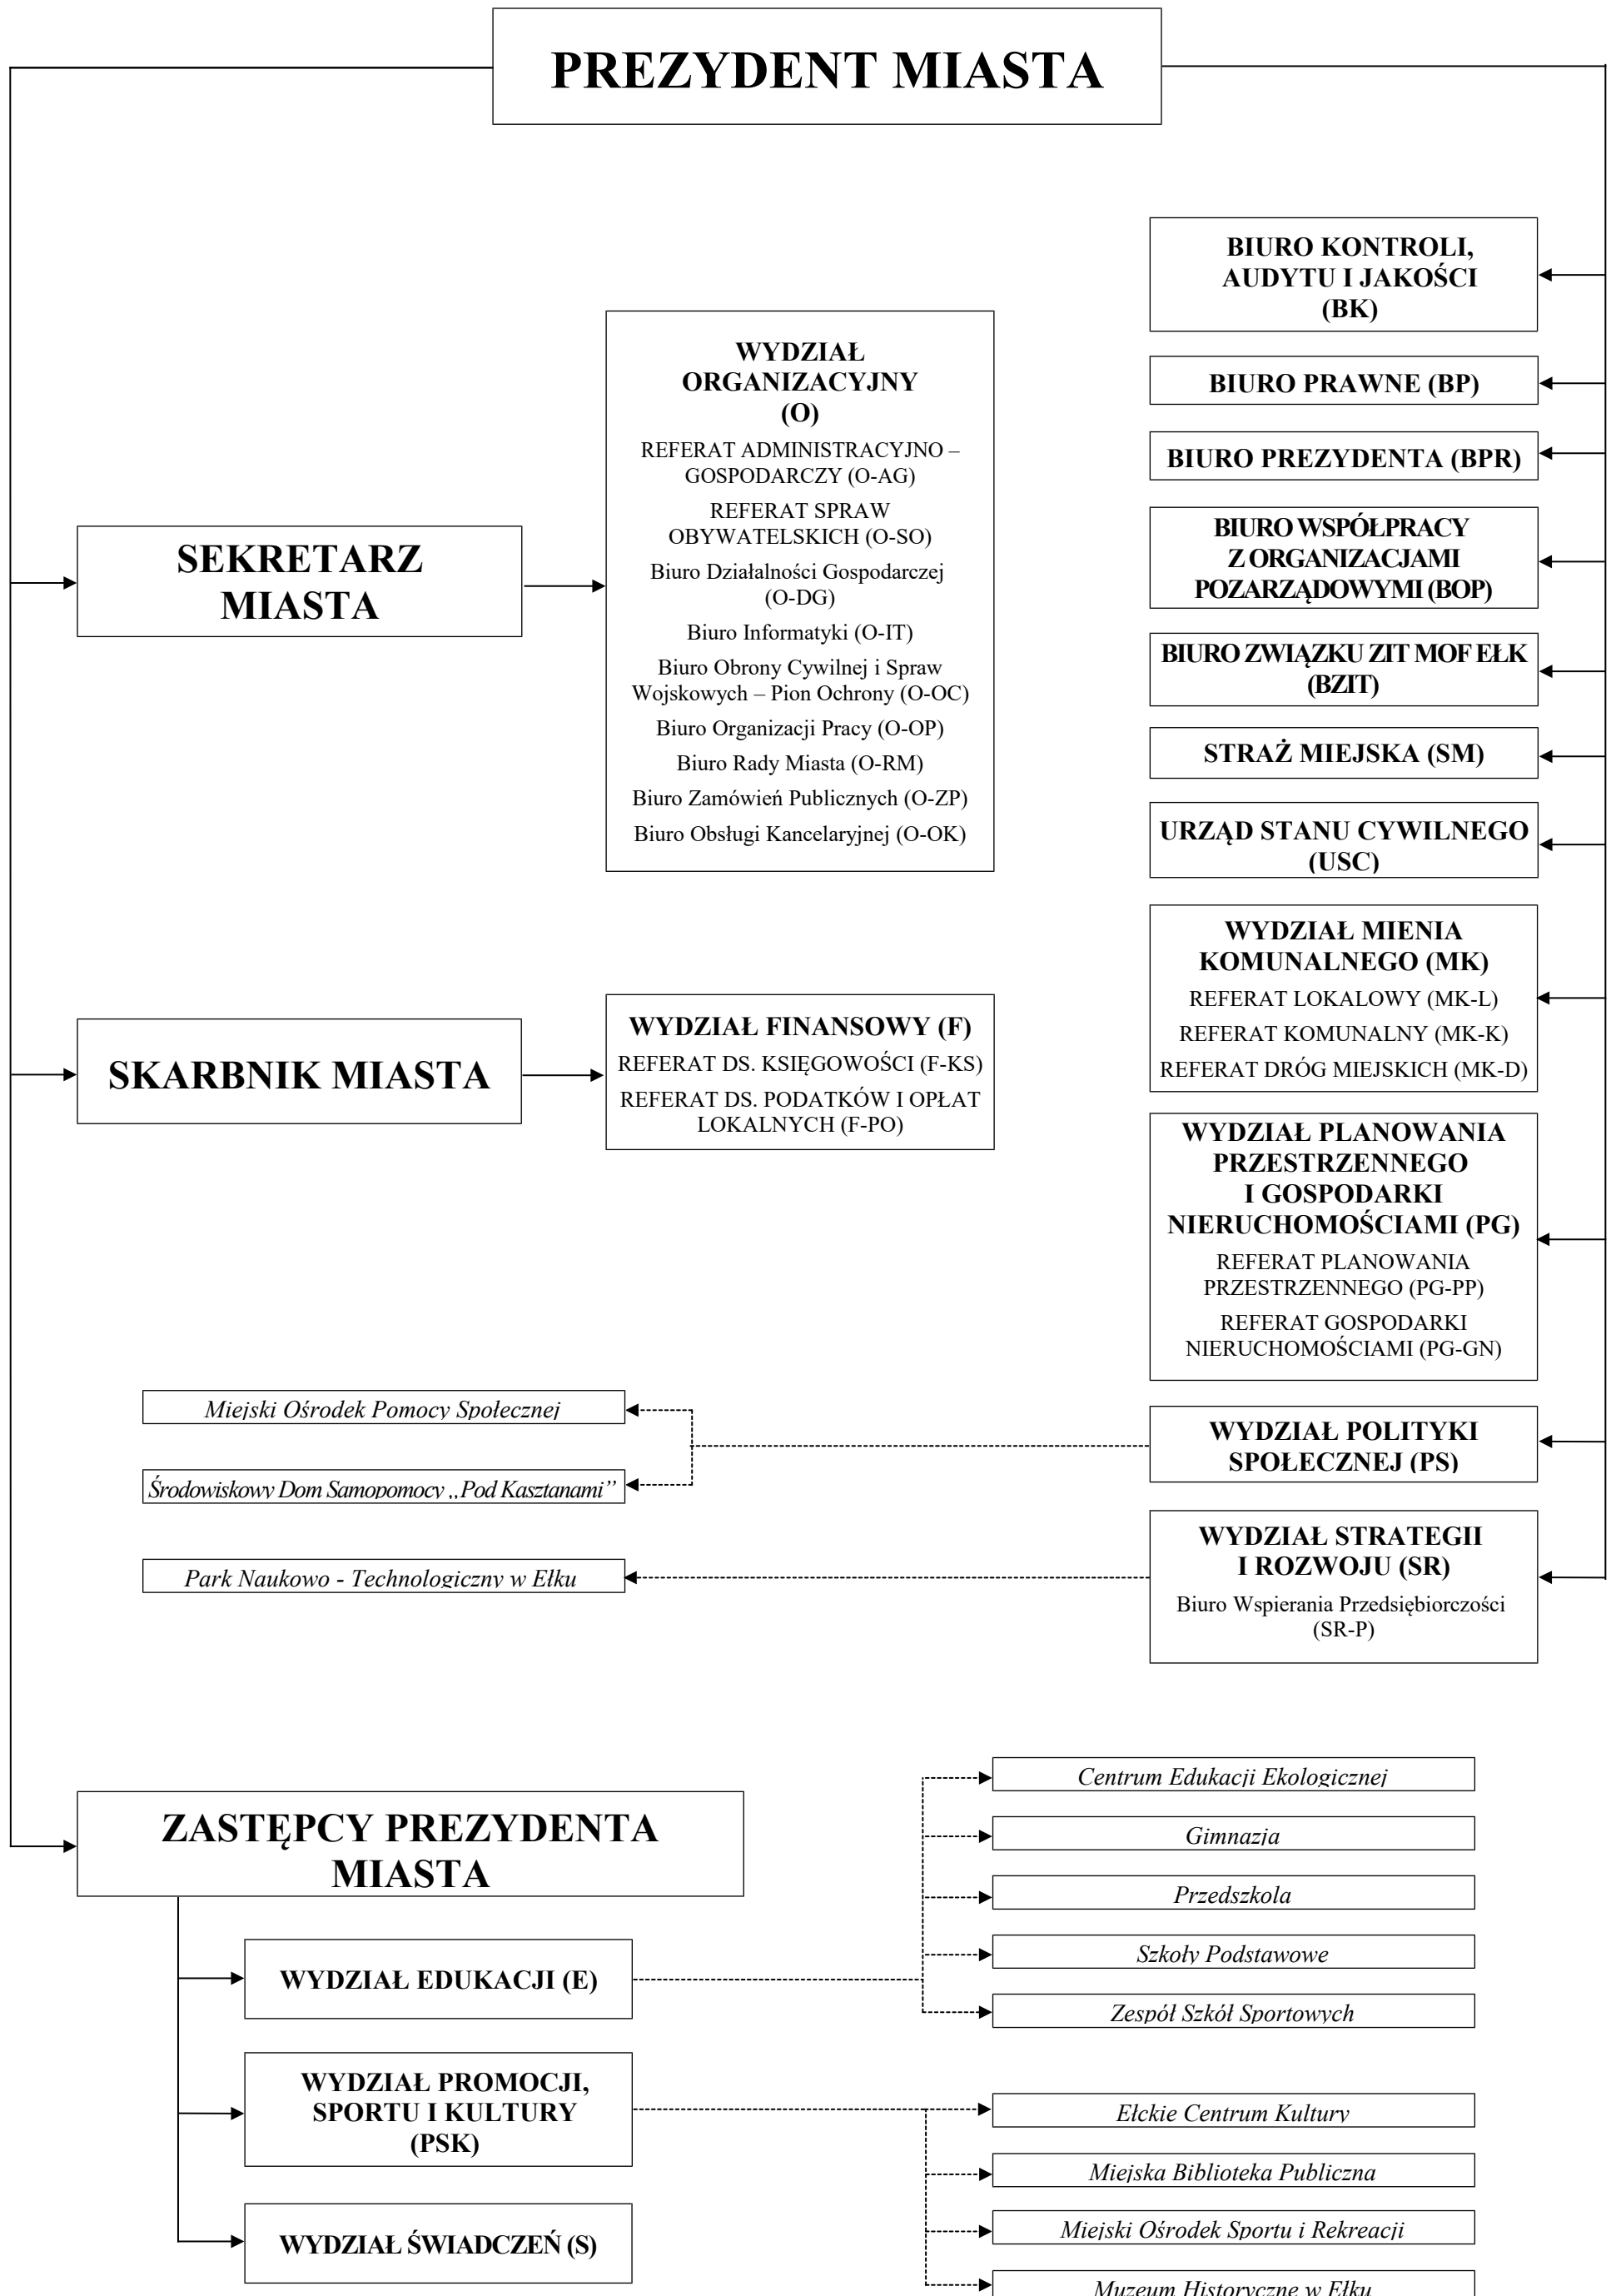 PREZYDENT MIASTA
BIURO KONTROLI,
AUDYTU I JAKOŚCI
(BK)
BIURO PRAWNE (BP)
BIURO PREZYDENTA (BPR)
BIURO WSPÓŁPRACY
Z ORGANIZACJAMI
POZARZĄDOWYMI (BOP)
BIURO ZWIĄZKU ZIT MOF EŁK
(BZIT)
STRAŻ MIEJSKA (SM)
URZĄD STANU CYWILNEGO
(USC)
WYDZIAŁ MIENIA
KOMUNALNEGO (MK)
REFERAT LOKALOWY (MK-L)
REFERAT KOMUNALNY (MK-K)
REFERAT DRÓG MIEJSKICH (MK-D)
WYDZIAŁ PLANOWANIA
PRZESTRZENNEGO
I GOSPODARKI
NIERUCHOMOŚCIAMI (PG)
REFERAT PLANOWANIA
PRZESTRZENNEGO (PG-PP)
REFERAT GOSPODARKI
NIERUCHOMOŚCIAMI (PG-GN)
WYDZIAŁ POLITYKI
SPOŁECZNEJ (PS)
WYDZIAŁ STRATEGII
I ROZWOJU (SR)
Biuro Wspierania Przedsiębiorczości
(SR-P)
SEKRETARZ
MIASTA
WYDZIAŁ
ORGANIZACYJNY
(O)
REFERAT ADMINISTRACYJNO –
GOSPODARCZY (O-AG)
REFERAT SPRAW
OBYWATELSKICH (O-SO)
Biuro Działalności Gospodarczej
(O-DG)
Biuro Informatyki (O-IT)
Biuro Obrony Cywilnej i Spraw
Wojskowych – Pion Ochrony (O-OC)
Biuro Organizacji Pracy (O-OP)
Biuro Rady Miasta (O-RM)
Biuro Zamówień Publicznych (O-ZP)
Biuro Obsługi Kancelaryjnej (O-OK)
SKARBNIK MIASTA
WYDZIAŁ FINANSOWY (F)
REFERAT DS. KSIĘGOWOŚCI (F-KS)
REFERAT DS. PODATKÓW I OPŁAT
LOKALNYCH (F-PO)
Miejski Ośrodek Pomocy Społecznej
Środowiskowy Dom Samopomocy „Pod Kasztanami”
Park Naukowo - Technologiczny w Ełku
ZASTĘPCY PREZYDENTA
MIASTA
WYDZIAŁ EDUKACJI (E)
Centrum Edukacji Ekologicznej
Gimnazja
Przedszkola
Szkoły Podstawowe
Zespół Szkół Sportowych
WYDZIAŁ PROMOCJI,
SPORTU I KULTURY
(PSK)
Ełckie Centrum Kultury
Miejska Biblioteka Publiczna
Miejski Ośrodek Sportu i Rekreacji
Muzeum Historyczne w Ełku
WYDZIAŁ ŚWIADCZEŃ (S)